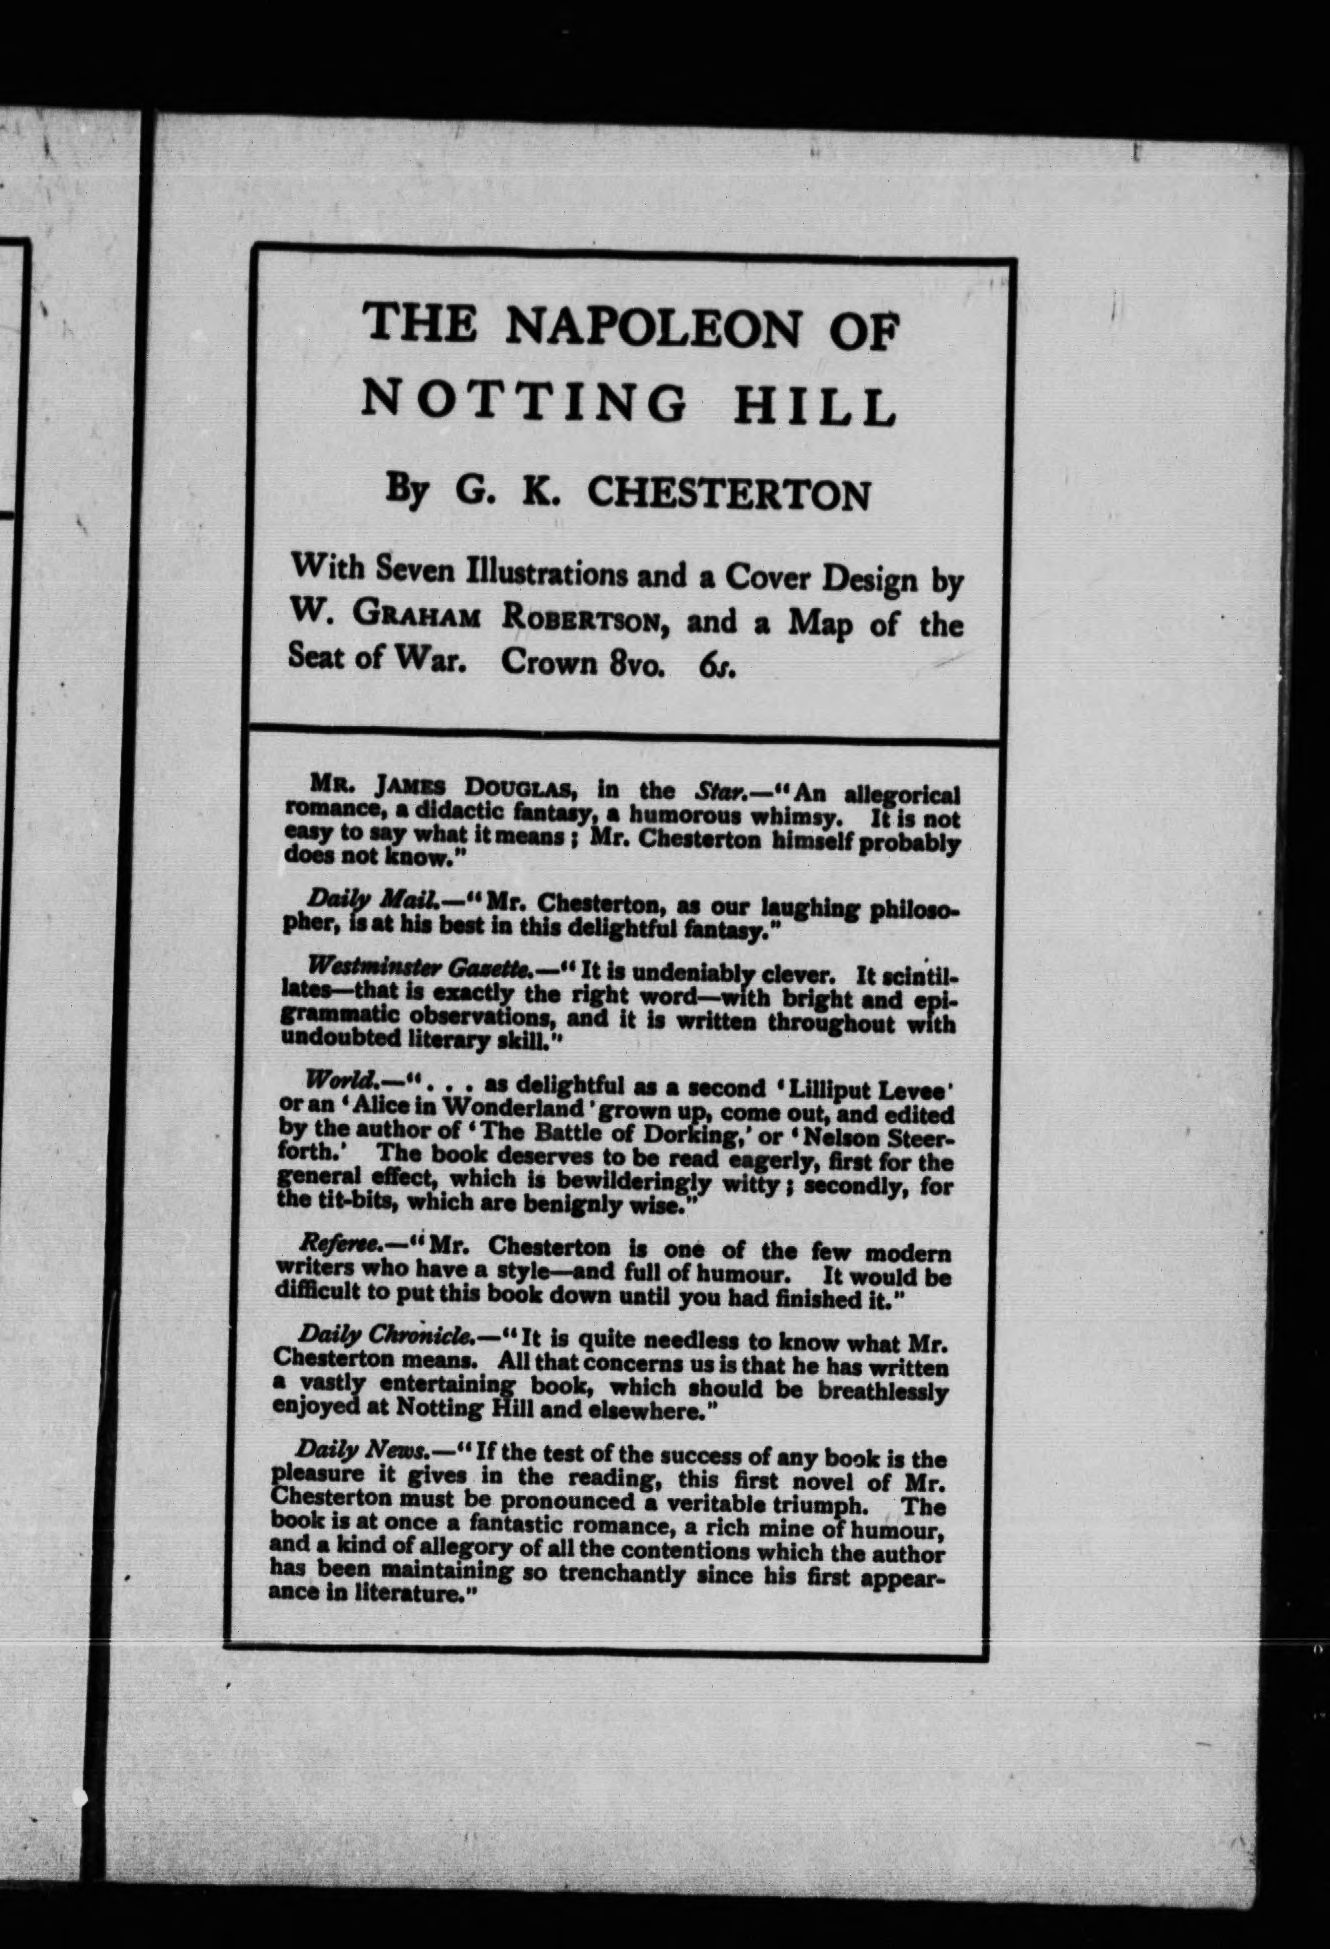 THE NAPOLEON OF
NOTTING HILL
By G. K. CHESTERTON
With Seven Illustrations and a Cover Design by
W. GRAHAM ROBERTSON, and a Map of the
Seat of War. Crown 8vo. 6s.
MR. JAMES DOUGLAS, in the Star.—"An allegorical
romance, a didactic fantasy, a humorous whimsy. It is not
easy to say what it means; Mr. Chesterton himself probably
does not know."
Daily Mail.—"Mr. Chesterton, as our laughing philoso-
pher, is at his best in this delightful fantasy."
Westminster Gazette.—"It is undeniably clever. It scintil-
lates—that is exactly the right word—with bright and epi-
grammatic observations, and it is written throughout with
undoubted literary skill."
World.—". . . as delightful as a second 'Lilliput Levee'
or an 'Alice in Wonderland' grown up, come out, and edited
by the author of 'The Battle of Dorking,' or 'Nelson Steer-
forth.' The book deserves to be read eagerly, first for the
general effect, which is bewilderingly witty; secondly, for
the tit-bits, which are benignly wise."
Referee.—"Mr. Chesterton is one of the few modern
writers who have a style—and full of humour. It would be
difficult to put this book down until you had finished it."
Daily Chronicle.—"It is quite needless to know what Mr.
Chesterton means. All that concerns us is that he has written
a vastly entertaining book, which should be breathlessly
enjoyed at Notting Hill and elsewhere."
Daily News.—"If the test of the success of any book is the
pleasure it gives in the reading, this first novel of Mr.
Chesterton must be pronounced a veritable triumph. The
book is at once a fantastic romance, a rich mine of humour,
and a kind of allegory of all the contentions which the author
has been maintaining so trenchantly since his first appear-
ance in literature."